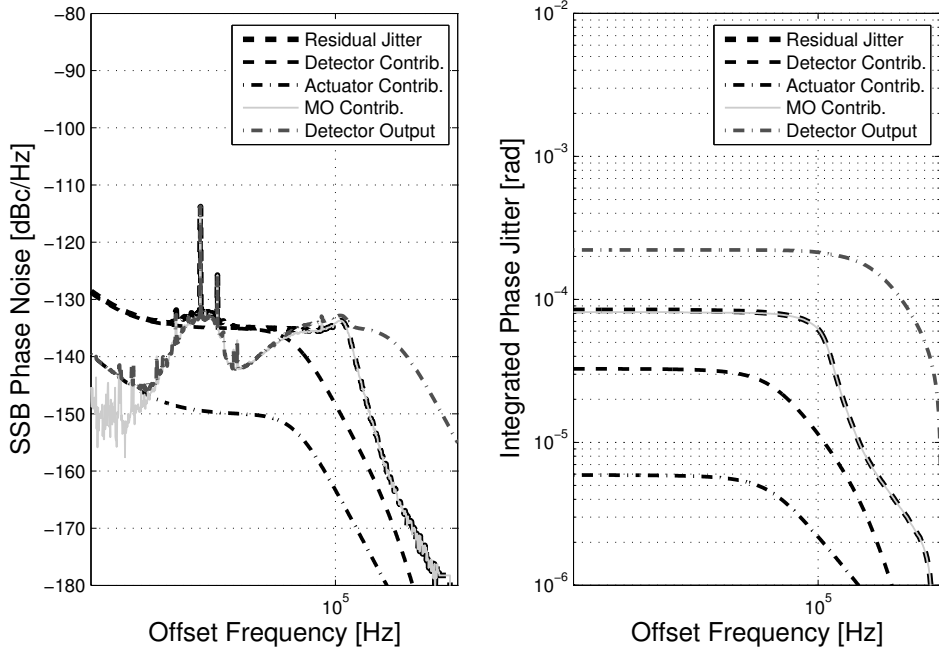 SSB Phase Noise [dBc/Hz]
−80
−90
−100
−110
−120
−130
−140
−150
−160
−170
−180
Residual Jitter
Detector Contrib.
Actuator Contrib.
MO Contrib.
Detector Output
10^5
Offset Frequency [Hz]
Integrated Phase Jitter [rad]
10^−2
10^−3
10^−4
10^−5
10^−6
Residual Jitter
Detector Contrib.
Actuator Contrib.
MO Contrib.
Detector Output
10^5
Offset Frequency [Hz]